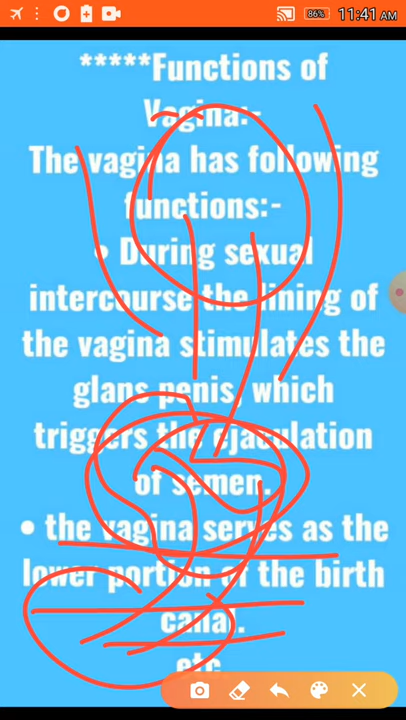 86% 11:41 AM
*****Functions of
Vagina:-
The vagina has following
functions:-
• During sexual
intercourse the lining of
the vagina stimulates the
glans penis, which
triggers the ejaculation
of semen.
• the vagina serves as the
lower portion of the birth
canal.
etc